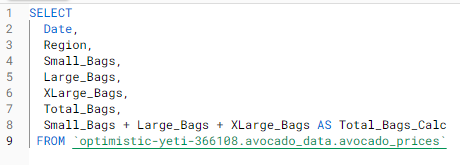 1 SELECT
2 Date,
3 Region,
4 Small_Bags,
5 Large_Bags,
6 XLarge_Bags,
7 Total_Bags,
8 Small_Bags + Large_Bags + XLarge_Bags AS Total_Bags_Calc
9 FROM `optimistic-yeti-366108.avocado_data.avocado_prices`